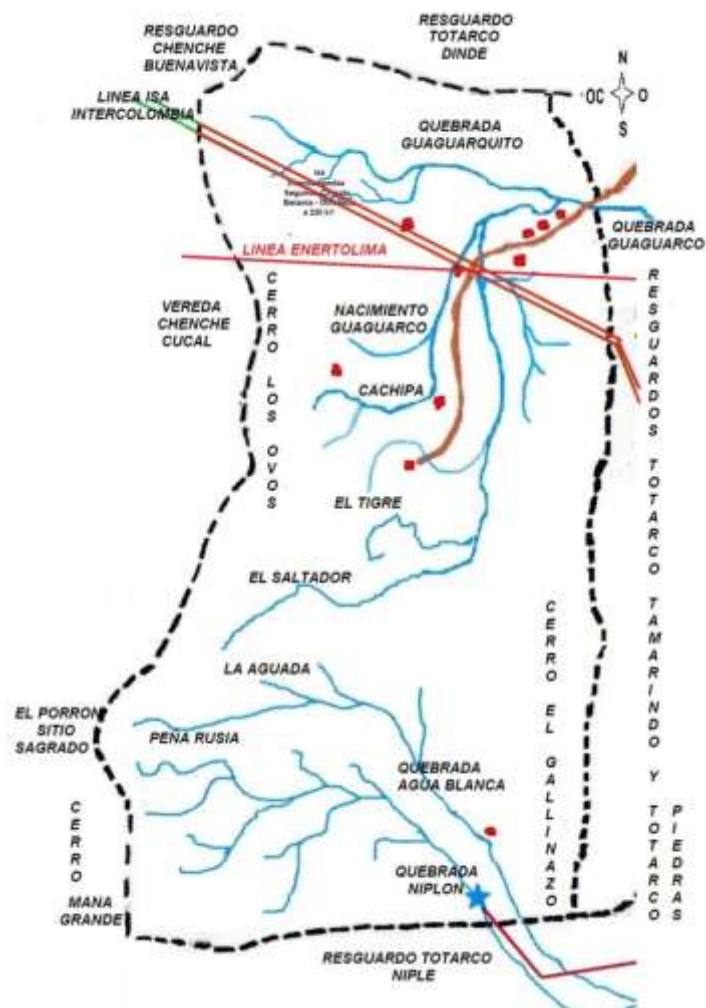 RESGUARDO
CHENCHE
BUENAVISTA
RESGUARDO
TOTARCO
DINDE
N
OC
O
S
LINEA ISA
INTERCOLOMBIA
QUEBRADA
GUAGUARQUITO
QUEBRADA
GUAGUARCO
LINEA ENERTOLIMA
VEREDA
CHENCHE
CUCAL
CERRO LOS OVOS
NACIMIENTO
GUAGUARCO
CACHIPA
EL TIGRE
EL SALTADOR
RESGUARDOS TOTARCO TAMARINDO Y TOTARCO
PIEDRAS
CERRO EL GALLINAZO
LA AGUADA
EL PORRON
SITIO
SAGRADO
PEÑA RUSIA
QUEBRADA
AGUA BLANCA
CERRO
MANA
GRANDE
QUEBRADA
NIPLON
RESGUARDO TOTARCO
NIPLE